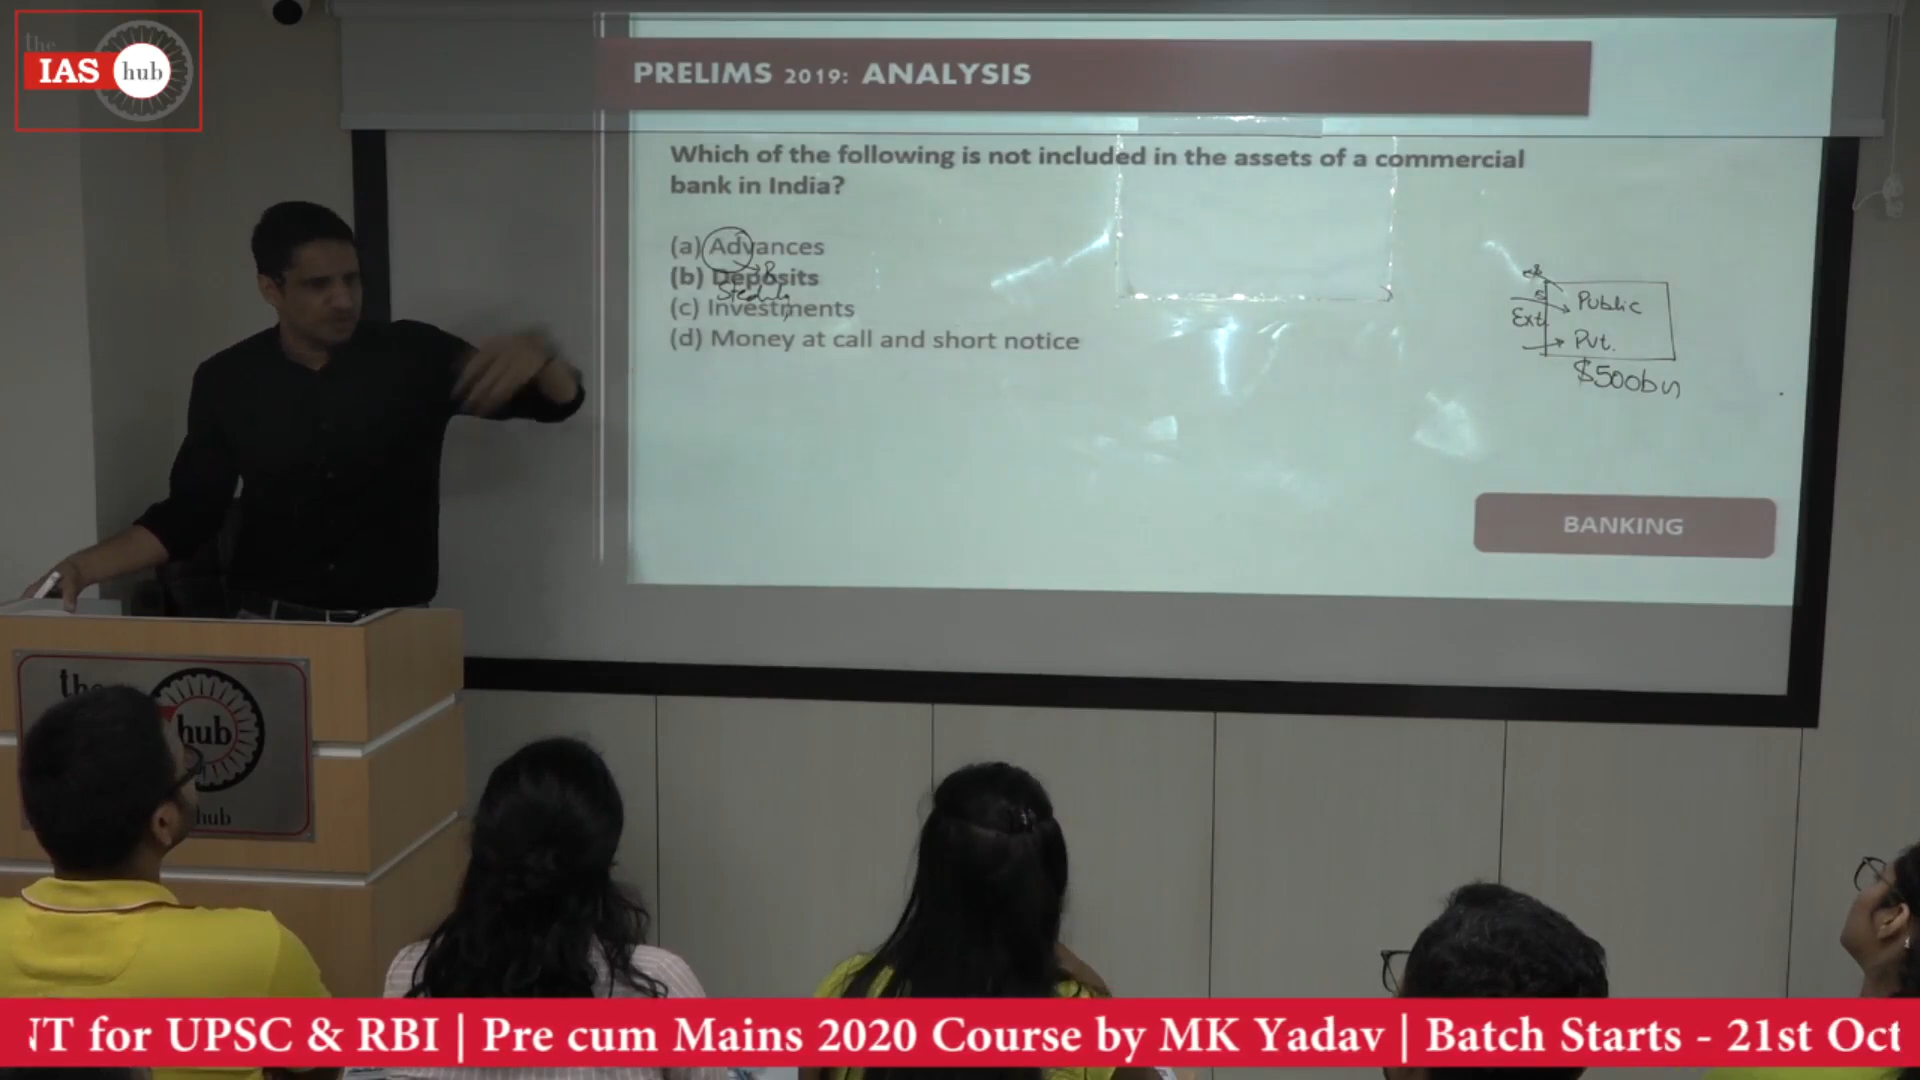 the
IAS hub
PRELIMS 2019: ANALYSIS
Which of the following is not included in the assets of a commercial
bank in India?
(a) Advances
(b) Deposits
(c) Investments
(d) Money at call and short notice
Public
Ext.
Pvt.
$500bn
BANKING
the
hub
hub
for UPSC & RBI | Pre cum Mains 2020 Course by MK Yadav | Batch Starts - 21st Oct